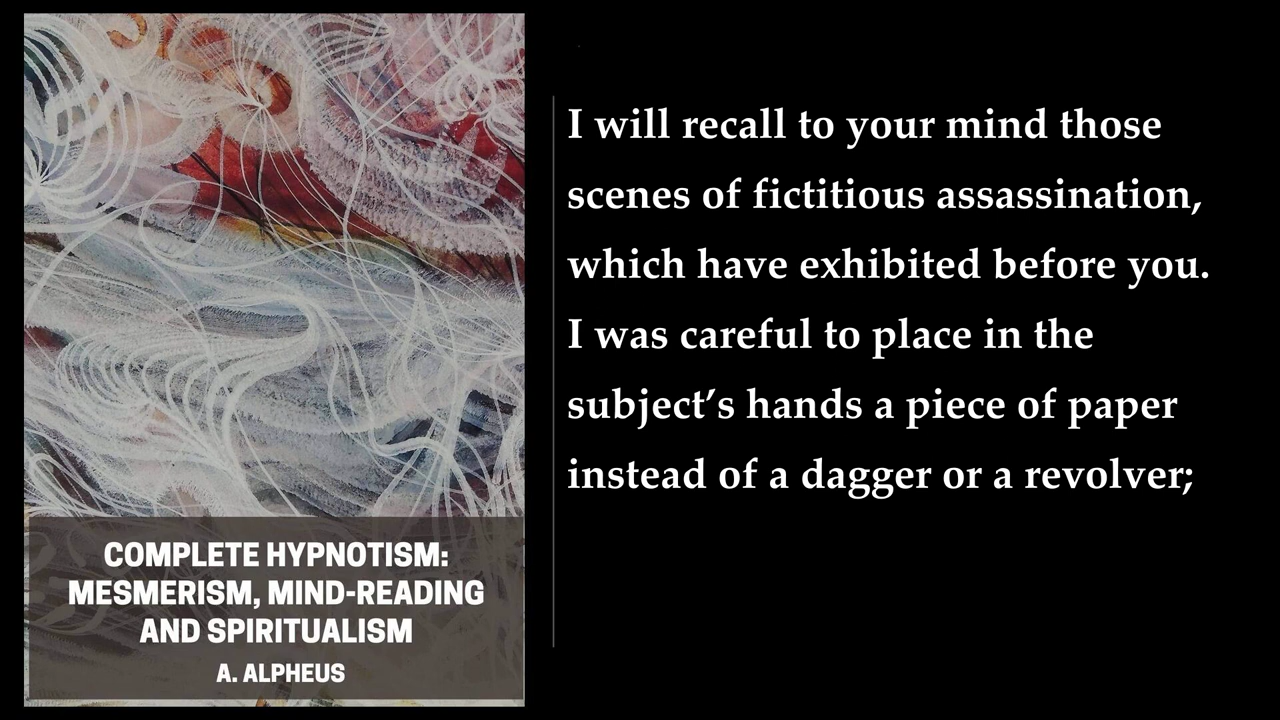 I will recall to your mind those
scenes of fictitious assassination,
which have exhibited before you.
I was careful to place in the
subject’s hands a piece of paper
instead of a dagger or a revolver;
COMPLETE HYPNOTISM:
MESMERISM, MIND-READING
AND SPIRITUALISM
A. ALPHEUS